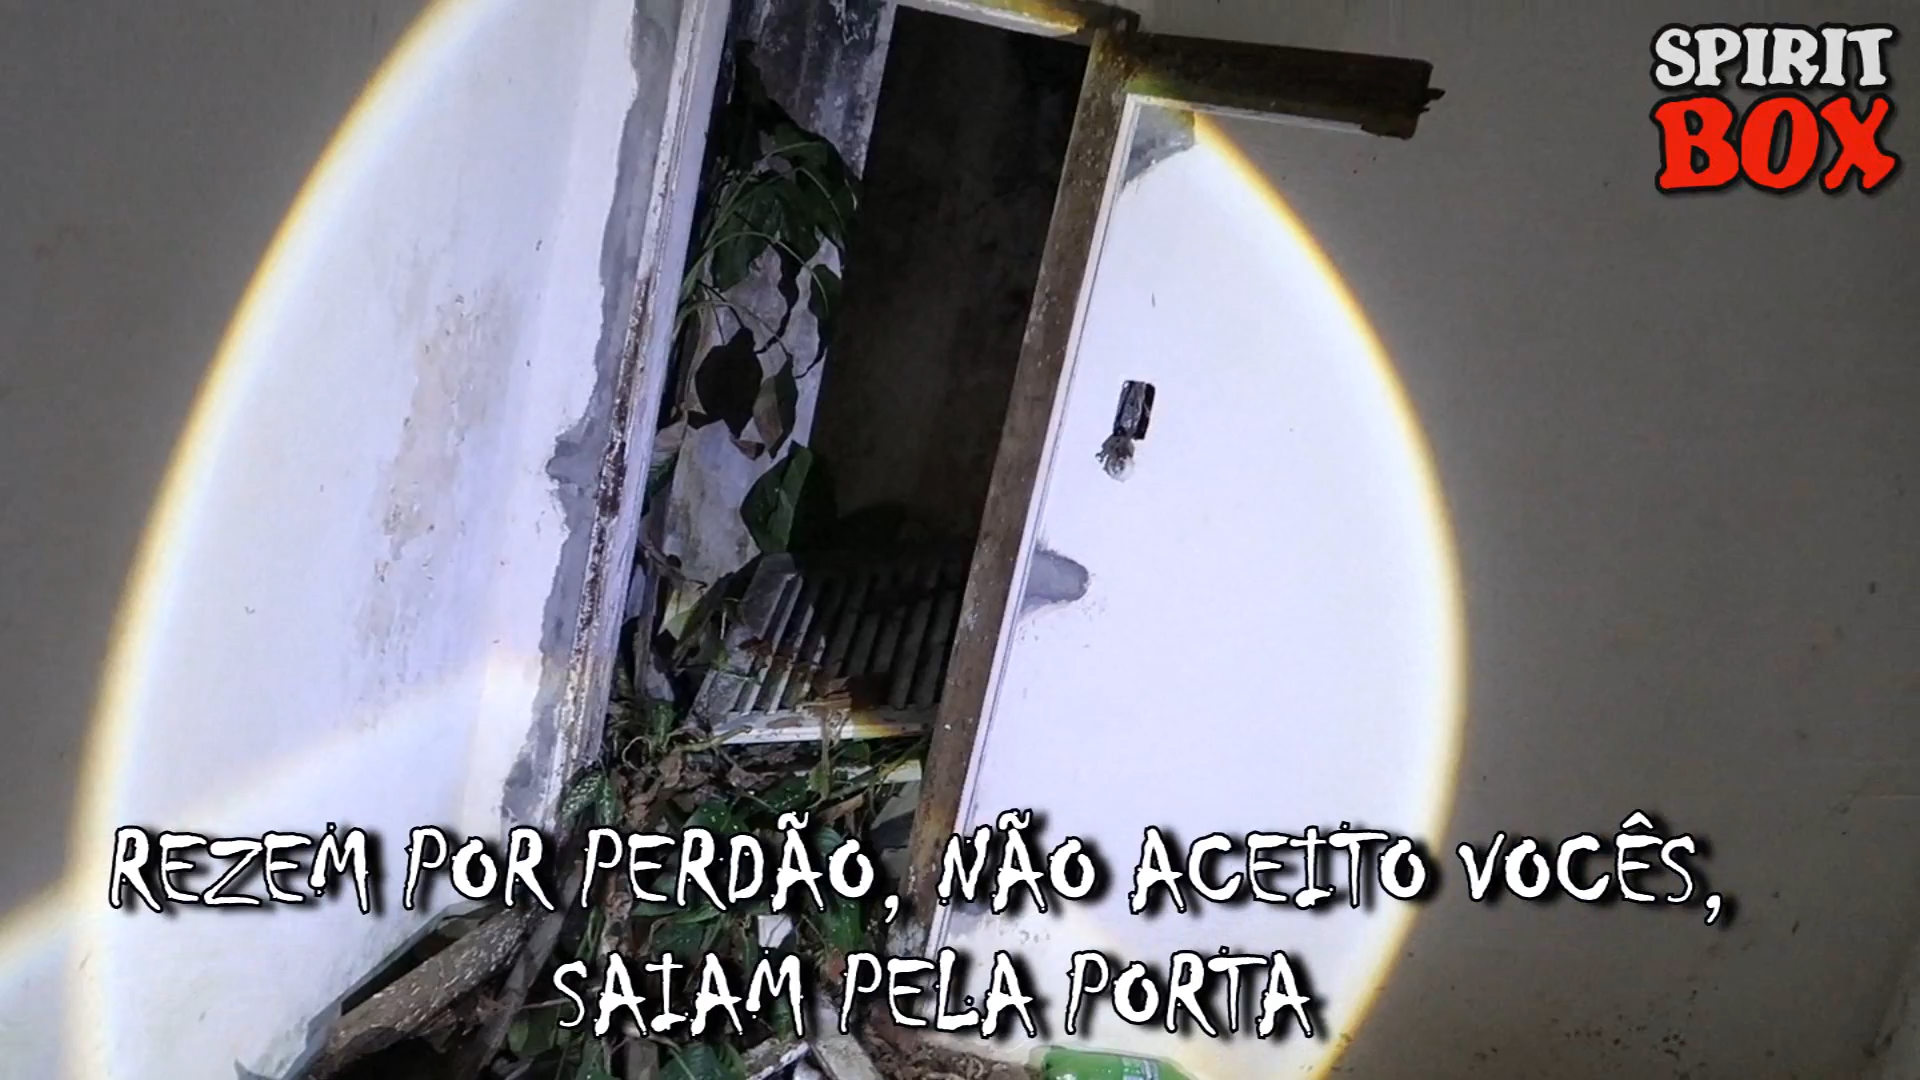 SPIRIT
BOX
REZEM POR PERDÃO, NÃO ACEITO VOCÊS,
SAIAM PELA PORTA